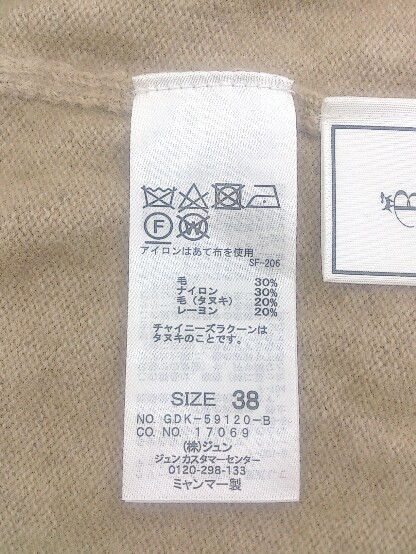 F W
アイロンはあて布を使用
SF-206
毛 30%
ナイロン 30%
毛(タヌキ) 20%
レーヨン 20%
チャイニーズラクーンは
タヌキのことです。
SIZE 38
NO. GDK-59120-B
CO. NO. 17069
(株)ジュン
ジュンカスタマーセンター
0120-298-133
ミャンマー製
B